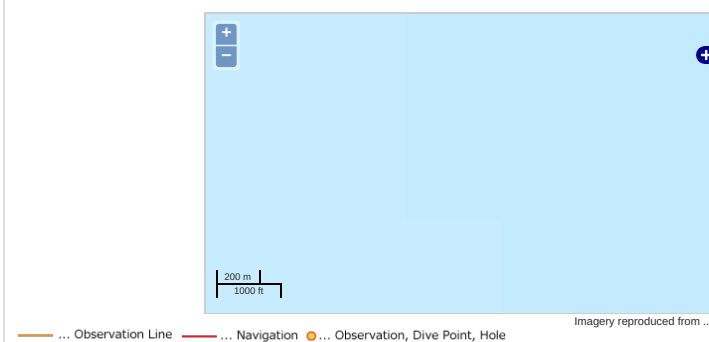 +
−
200 m
1000 ft
Imagery reproduced from ..
... Observation Line ... Navigation ... Observation, Dive Point, Hole